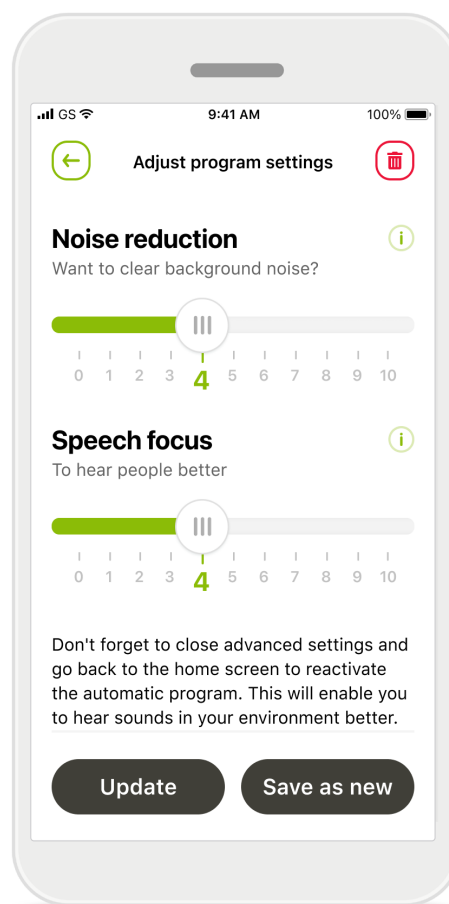 GS 9:41 AM 100%
Adjust program settings
Noise reduction i
Want to clear background noise?
0 1 2 3 4 5 6 7 8 9 10
Speech focus i
To hear people better
0 1 2 3 4 5 6 7 8 9 10
Don't forget to close advanced settings and
go back to the home screen to reactivate
the automatic program. This will enable you
to hear sounds in your environment better.
Update Save as new